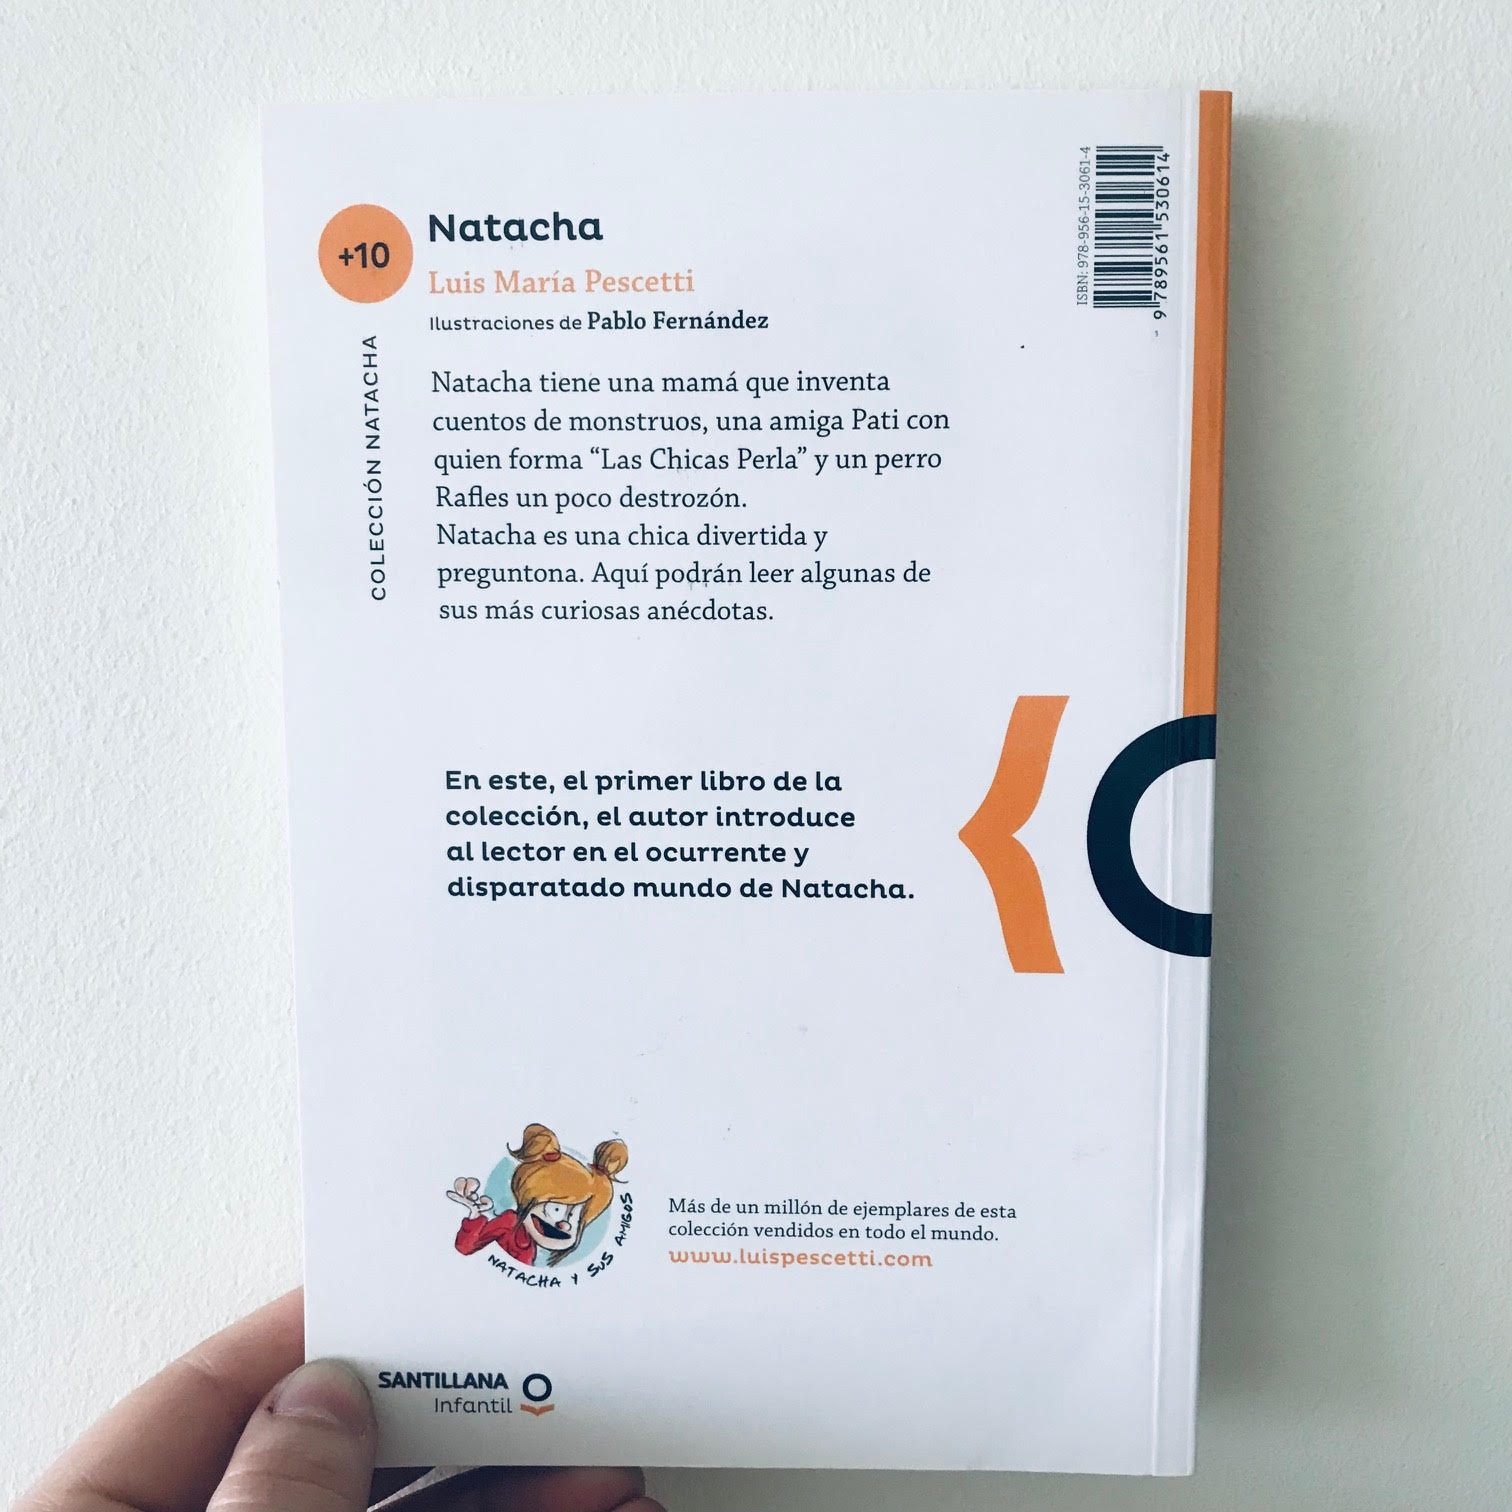 +10
Natacha
Luis María Pescetti
Ilustraciones de Pablo Fernández
COLECCIÓN NATACHA
Natacha tiene una mamá que inventa
cuentos de monstruos, una amiga Pati con
quien forma “Las Chicas Perla” y un perro
Rafles un poco destrozón.
Natacha es una chica divertida y
preguntona. Aquí podrán leer algunas de
sus más curiosas anécdotas.
ISBN: 978-956-15-3061-4
9 789561 530614
En este, el primer libro de la
colección, el autor introduce
al lector en el ocurrente y
disparatado mundo de Natacha.
NATACHA Y SUS AMIGOS
Más de un millón de ejemplares de esta
colección vendidos en todo el mundo.
www.luispescetti.com
SANTILLANA
Infantil